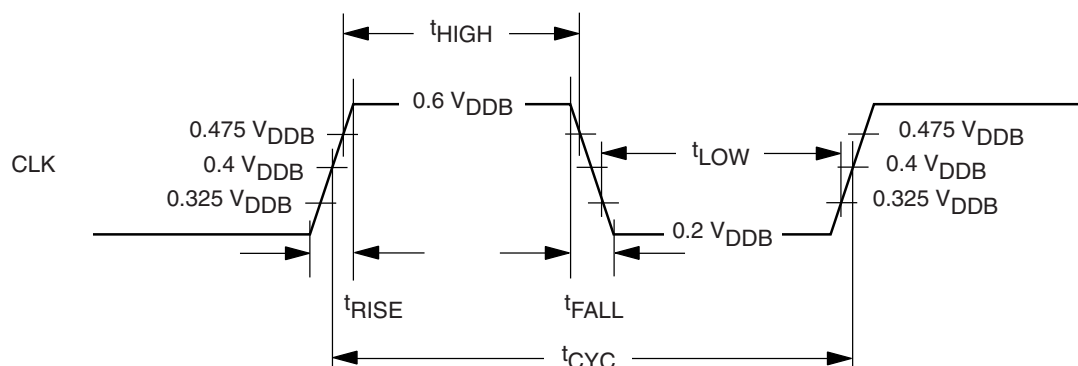 tHIGH
0.6 VDDB
0.475 VDDB
0.475 VDDB
tLOW
CLK
0.4 VDDB
0.4 VDDB
0.325 VDDB
0.325 VDDB
0.2 VDDB
tRISE
tFALL
tCYC